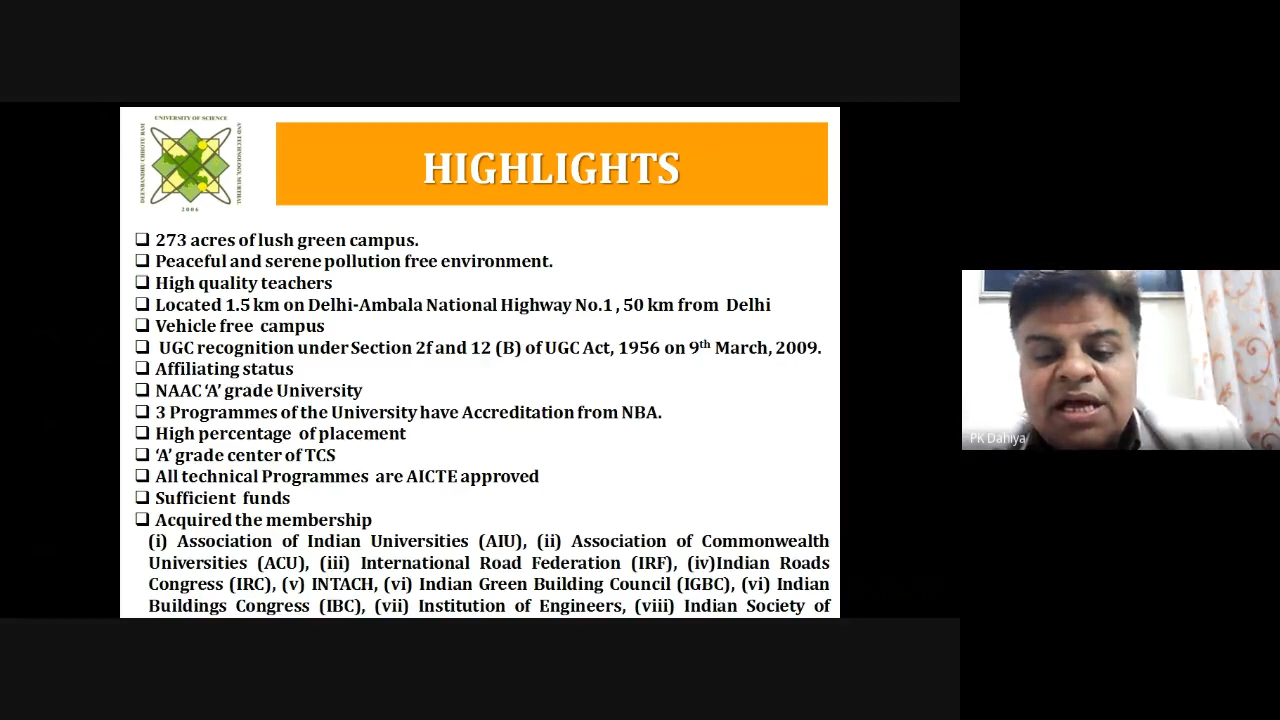 UNIVERSITY OF SCIENCE
DEENBANDHU CHHOTU RAM
AND TECHNOLOGY, MURTHAL
2006
HIGHLIGHTS
❑ 273 acres of lush green campus.
❑ Peaceful and serene pollution free environment.
❑ High quality teachers
❑ Located 1.5 km on Delhi-Ambala National Highway No.1 , 50 km from Delhi
❑ Vehicle free campus
❑ UGC recognition under Section 2f and 12 (B) of UGC Act, 1956 on 9th March, 2009.
❑ Affiliating status
❑ NAAC ‘A’ grade University
❑ 3 Programmes of the University have Accreditation from NBA.
❑ High percentage of placement
❑ ‘A’ grade center of TCS
❑ All technical Programmes are AICTE approved
❑ Sufficient funds
❑ Acquired the membership
(i) Association of Indian Universities (AIU), (ii) Association of Commonwealth
Universities (ACU), (iii) International Road Federation (IRF), (iv)Indian Roads
Congress (IRC), (v) INTACH, (vi) Indian Green Building Council (IGBC), (vi) Indian
Buildings Congress (IBC), (vii) Institution of Engineers, (viii) Indian Society of
PK Dahiya